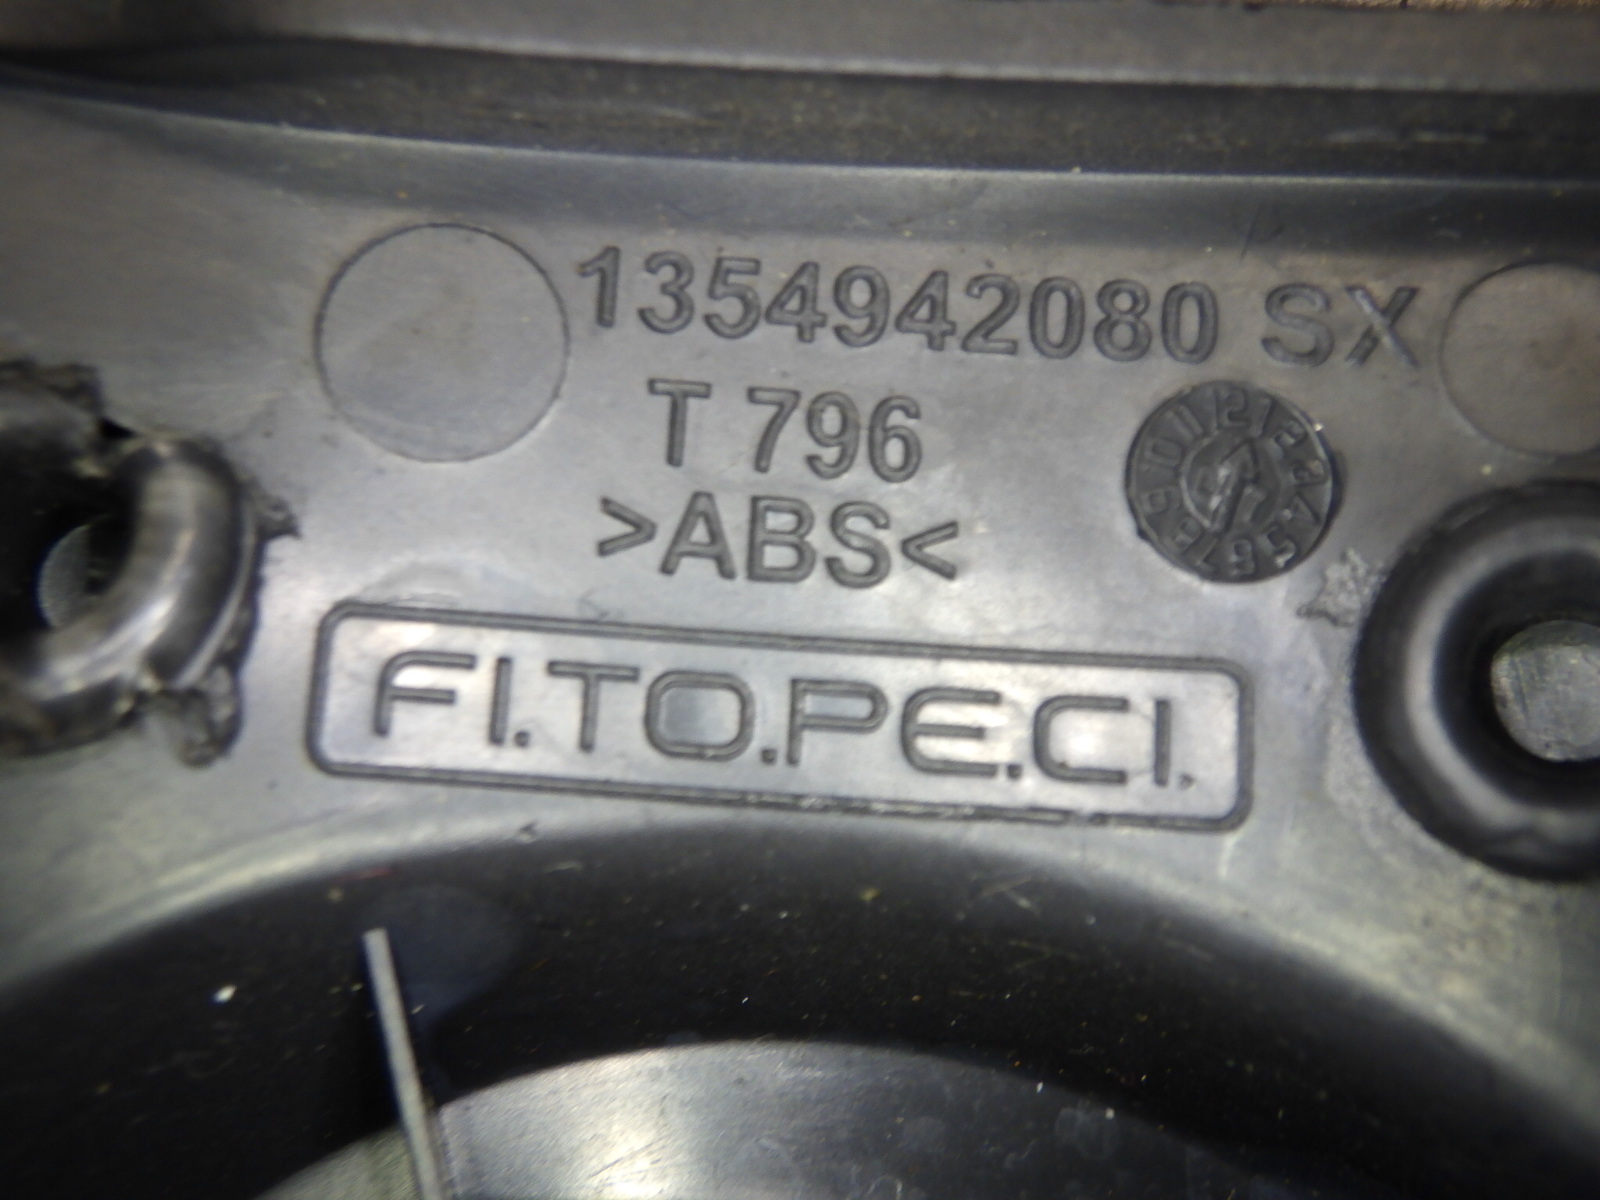 1354942080 SX
T 796
>ABS<
FI.TO.PE.CI.